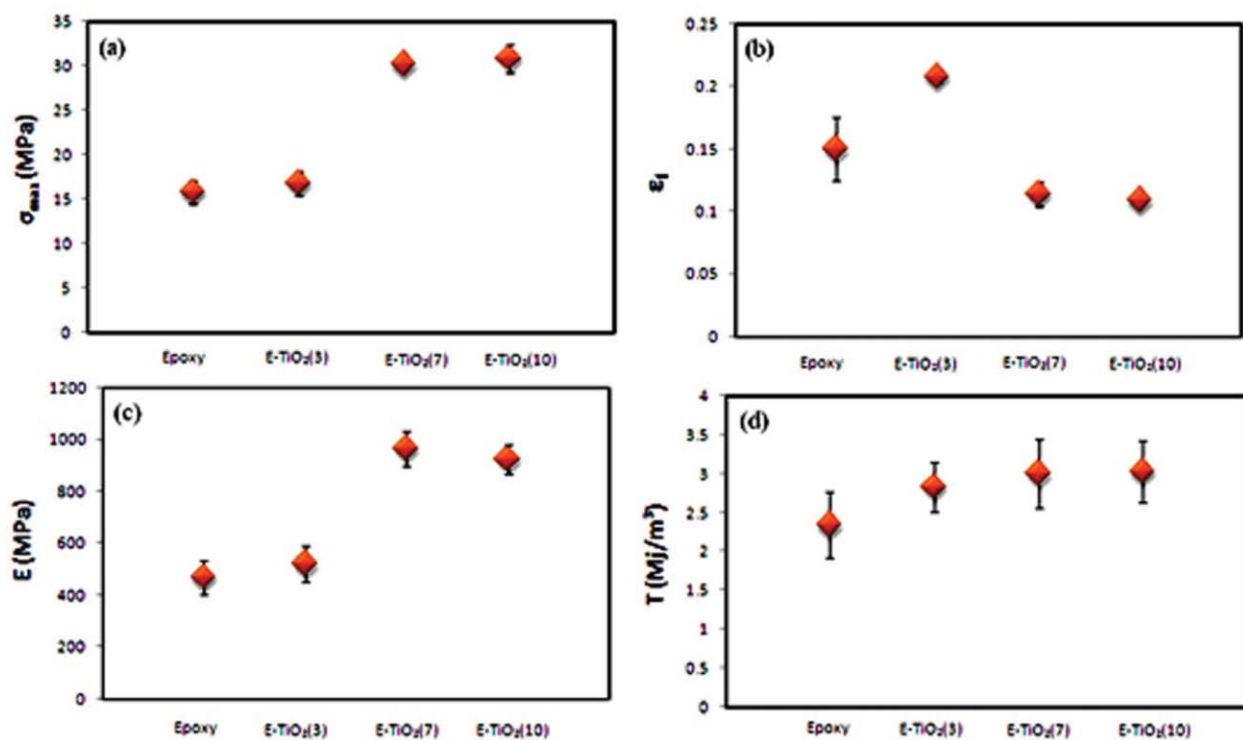 (a)
σmax (MPa)
35
30
25
20
15
10
5
0
Epoxy
E-TiO₂(3)
E-TiO₂(7)
E-TiO₂(10)
(b)
εf
0.25
0.2
0.15
0.1
0.05
0
Epoxy
E-TiO₂(3)
E-TiO₂(7)
E-TiO₂(10)
(c)
E (MPa)
1200
1000
800
600
400
200
0
Epoxy
E-TiO₂(3)
E-TiO₂(7)
E-TiO₂(10)
(d)
T (Mj/m³)
4
3.5
3
2.5
2
1.5
1
0.5
0
Epoxy
E-TiO₂(3)
E-TiO₂(7)
E-TiO₂(10)